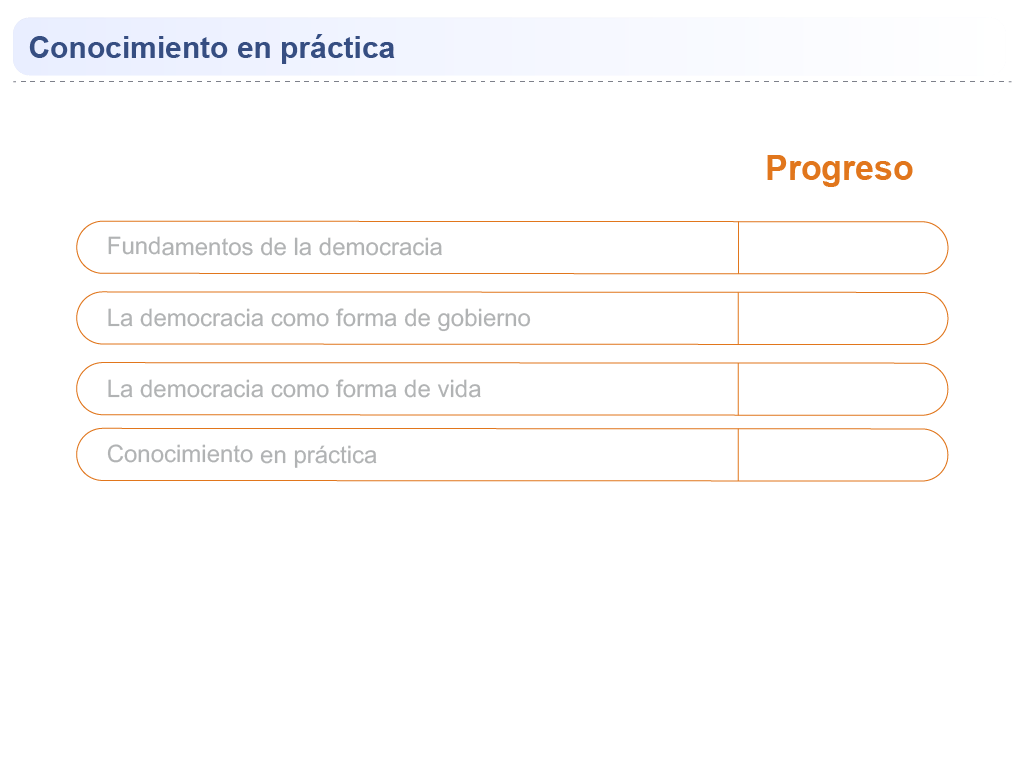 Conocimiento en práctica
Progreso
Fundamentos de la democracia
La democracia como forma de gobierno
La democracia como forma de vida
Conocimiento en práctica